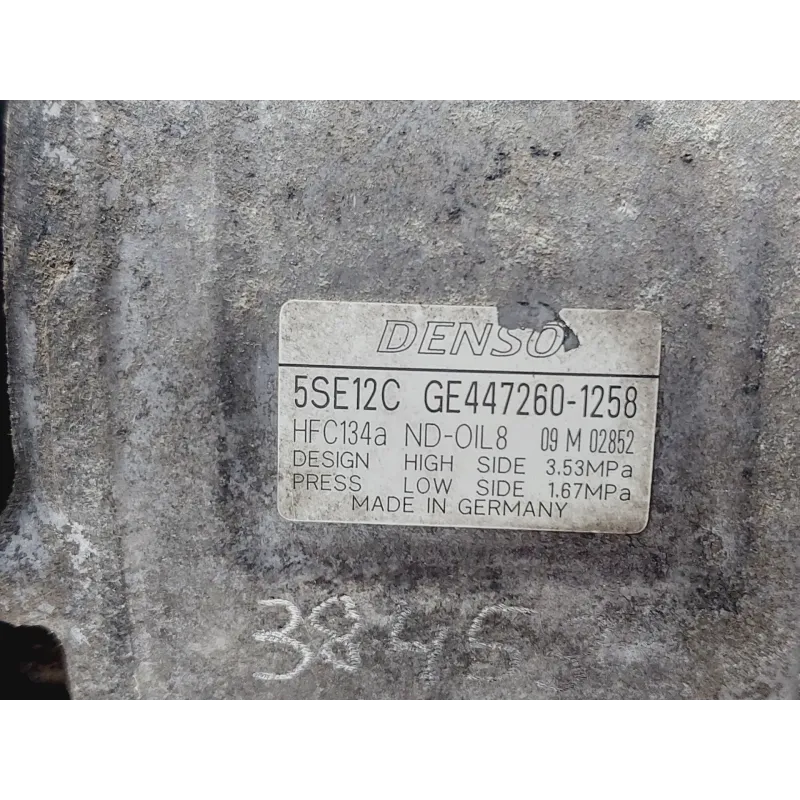 DENSO
5SE12C GE447260-1258
HFC134a ND-OIL8 09 M 02852
DESIGN HIGH SIDE 3.53MPa
PRESS LOW SIDE 1.67MPa
MADE IN GERMANY
3845